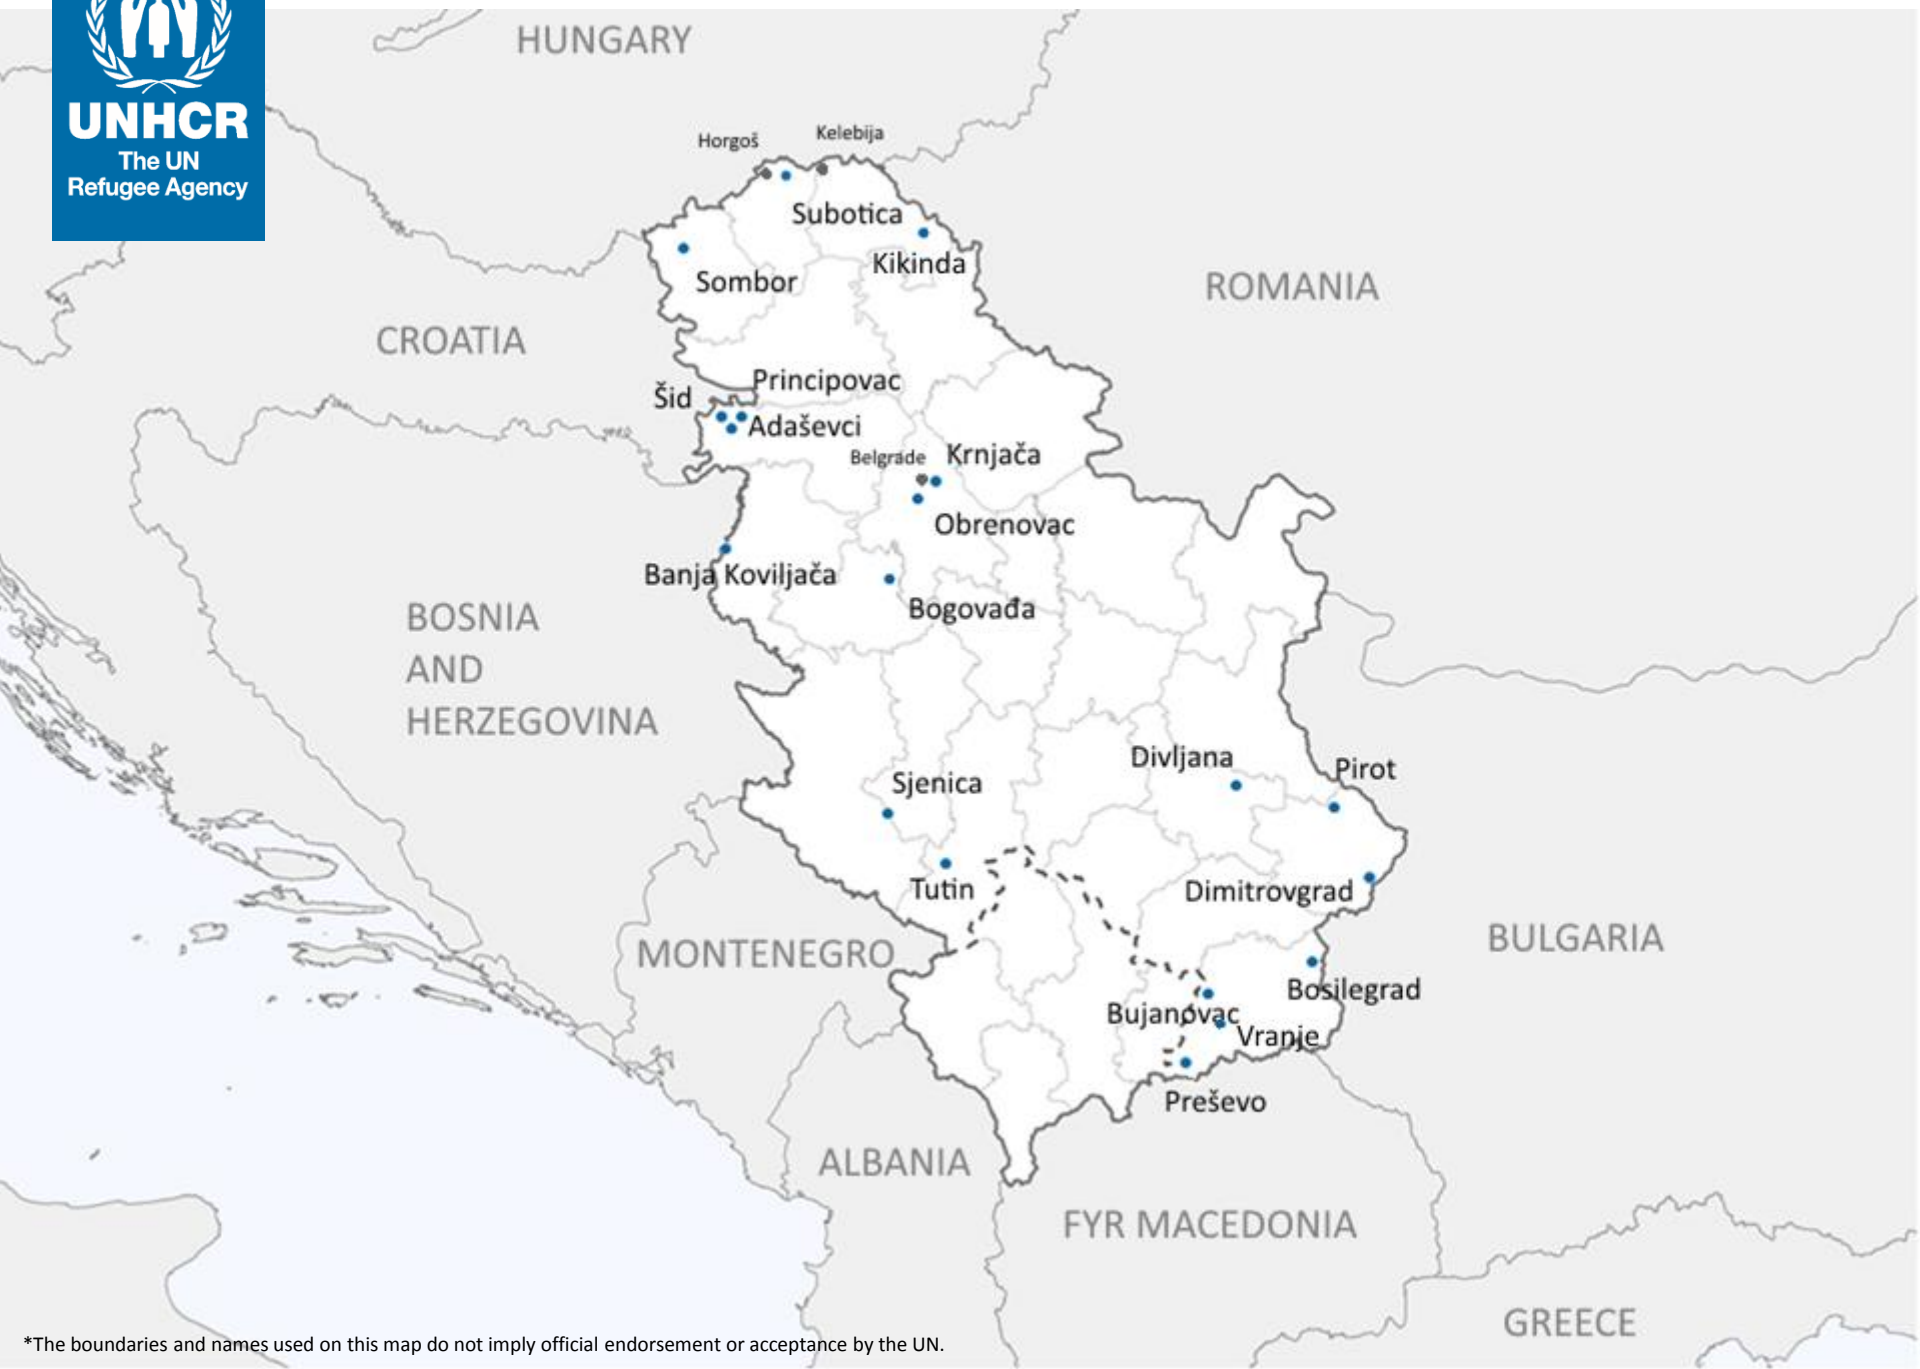 HUNGARY
UNHCR
The UN
Refugee Agency
Horgoš
Kelebija
Subotica
Kikinda
Sombor
ROMANIA
CROATIA
Principovac
Šid
Adaševci
Belgrade
Krnjača
Obrenovac
Banja Koviljača
Bogovađa
BOSNIA
AND
HERZEGOVINA
Divljana
Pirot
Sjenica
Tutin
Dimitrovgrad
MONTENEGRO
BULGARIA
Bosilegrad
Bujanovac
Vranje
Preševo
ALBANIA
FYR MACEDONIA
GREECE
*The boundaries and names used on this map do not imply official endorsement or acceptance by the UN.